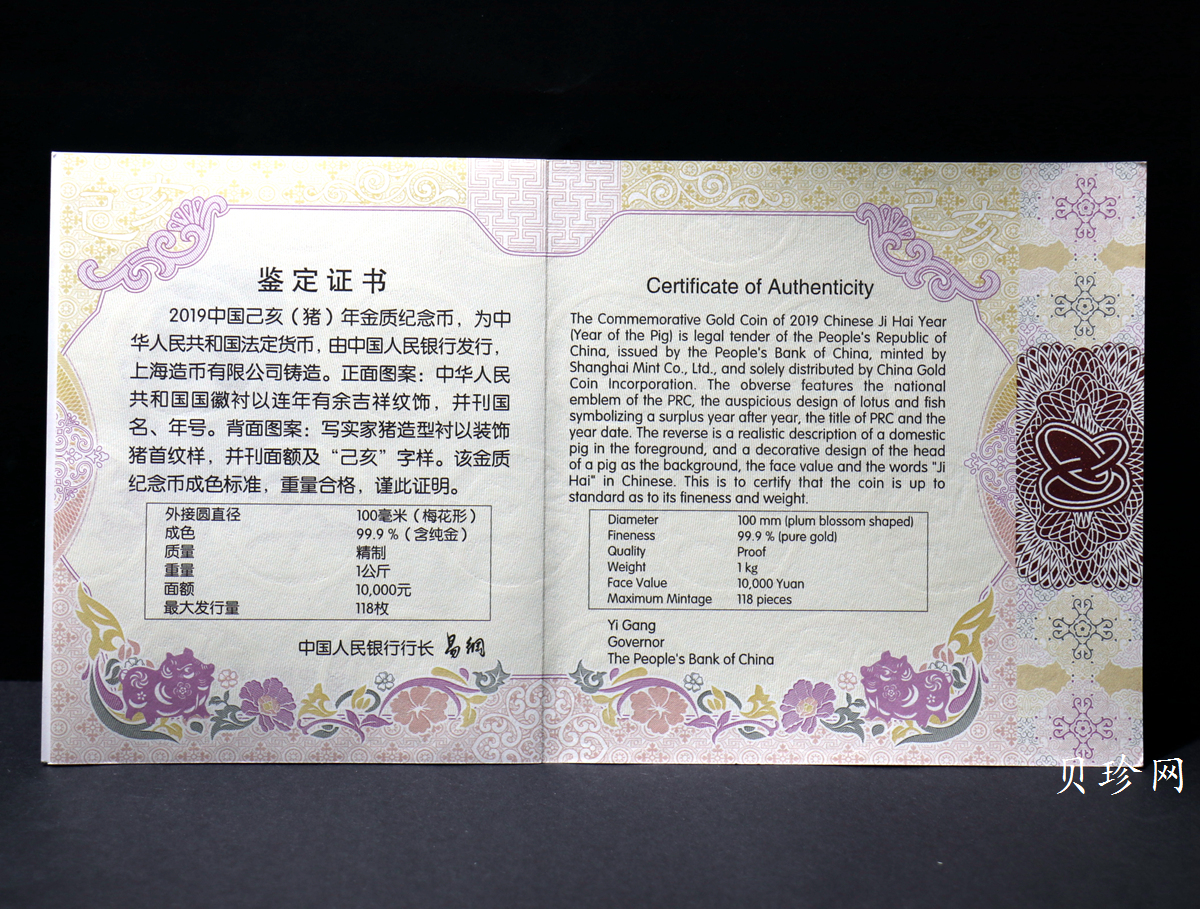 己亥
己亥
鉴定证书
2019中国己亥（猪）年金质纪念币，为中
华人民共和国法定货币，由中国人民银行发行，
上海造币有限公司铸造。正面图案：中华人民
共和国国徽衬以连年有余吉祥纹饰，并刊国
名、年号。背面图案：写实家猪造型衬以装饰
猪首纹样，并刊面额及“己亥”字样。该金质
纪念币成色标准，重量合格，谨此证明。
外接圆直径 100毫米（梅花形）
成色 99.9％（含纯金）
质量 精制
重量 1公斤
面额 10,000元
最大发行量 118枚
中国人民银行行长 易纲
Certificate of Authenticity
The Commemorative Gold Coin of 2019 Chinese Ji Hai Year
(Year of the Pig) is legal tender of the People's Republic of
China, issued by the People's Bank of China, minted by
Shanghai Mint Co., Ltd., and solely distributed by China Gold
Coin Incorporation. The obverse features the national
emblem of the PRC, the auspicious design of lotus and fish
symbolizing a surplus year after year, the title of PRC and the
year date. The reverse is a realistic description of a domestic
pig in the foreground, and a decorative design of the head
of a pig as the background, the face value and the words "Ji
Hai" in Chinese. This is to certify that the coin is up to
standard as to its fineness and weight.
Diameter 100 mm (plum blossom shaped)
Fineness 99.9 % (pure gold)
Quality Proof
Weight 1 kg
Face Value 10,000 Yuan
Maximum Mintage 118 pieces
Yi Gang
Governor
The People's Bank of China
贝珍网